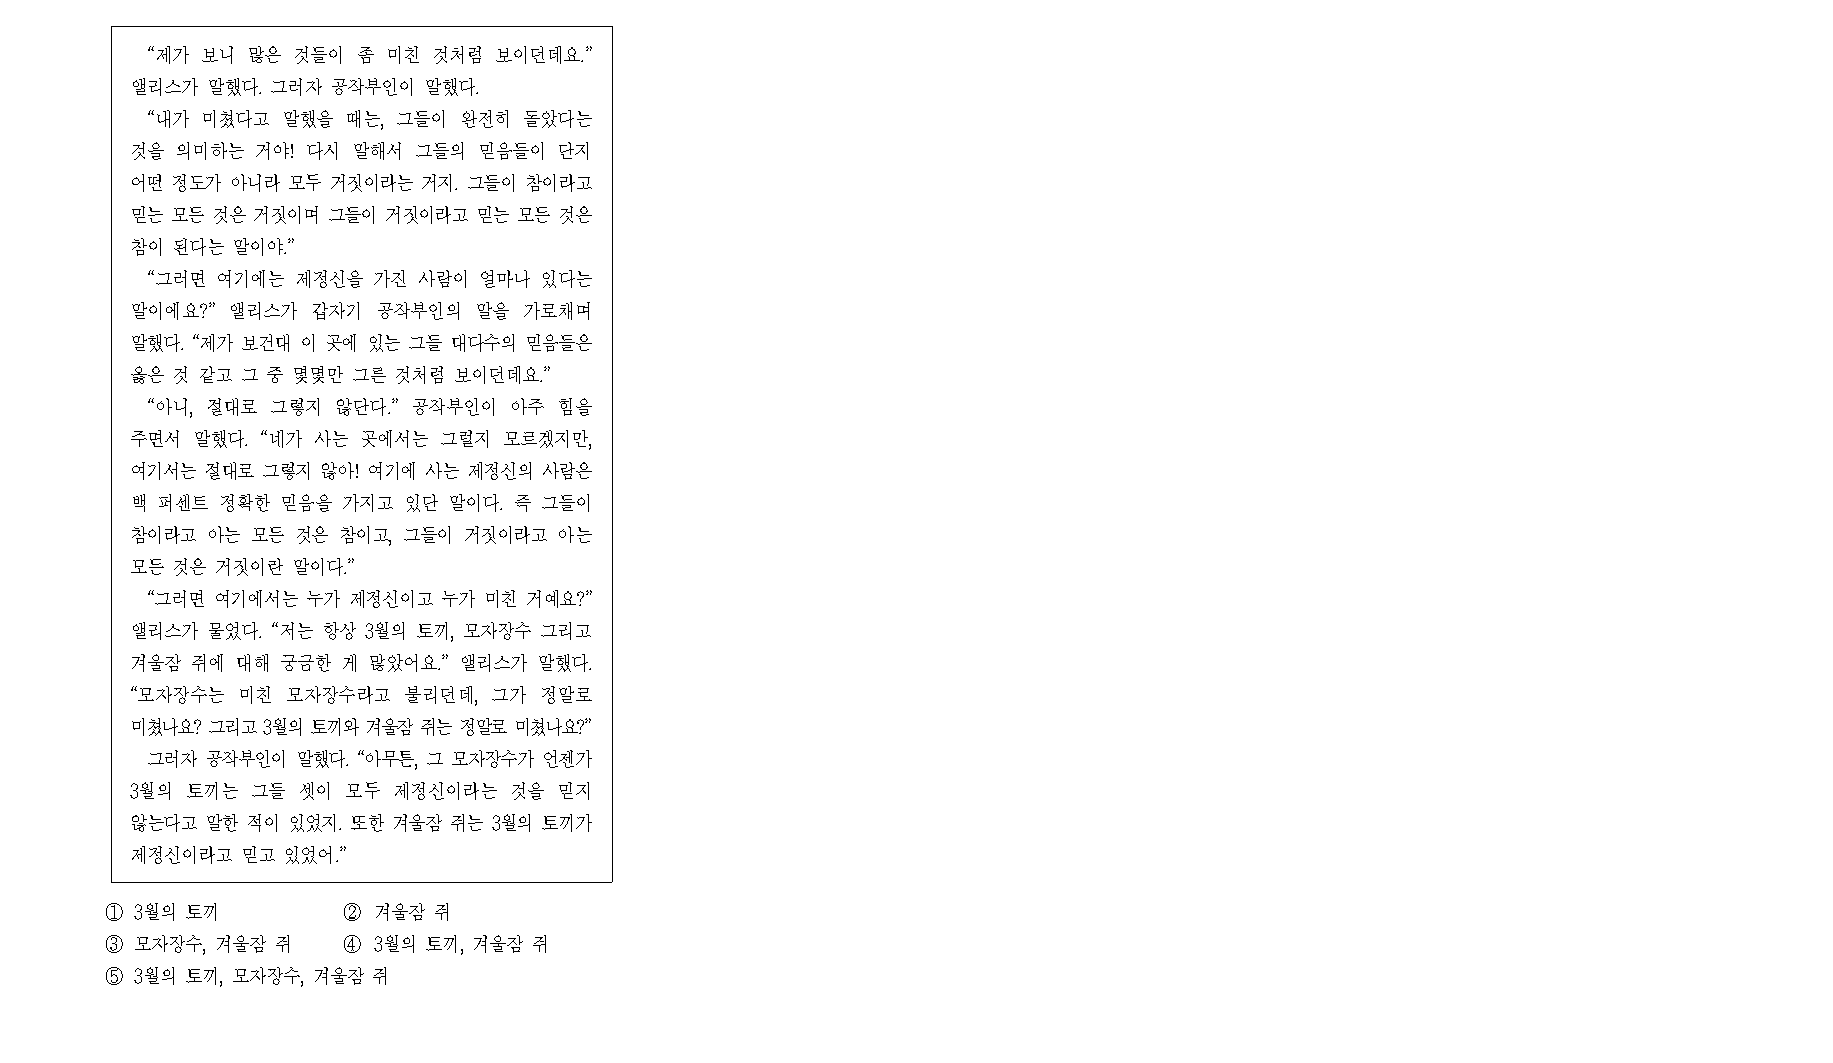 “제가 보니 많은 것들이 좀 미친 것처럼 보이던데요.”
앨리스가 말했다. 그러자 공작부인이 말했다.
“내가 미쳤다고 말했을 때는, 그들이 완전히 돌았다는
것을 의미하는 거야! 다시 말해서 그들의 믿음들이 단지
어떤 정도가 아니라 모두 거짓이라는 거지. 그들이 참이라고
믿는 모든 것은 거짓이며 그들이 거짓이라고 믿는 모든 것은
참이 된다는 말이야.”
“그러면 여기에는 제정신을 가진 사람이 얼마나 있다는
말이에요?” 앨리스가 갑자기 공작부인의 말을 가로채며
말했다. “제가 보건대 이 곳에 있는 그들 대다수의 믿음들은
옳은 것 같고 그 중 몇몇만 그른 것처럼 보이던데요.”
“아니, 절대로 그렇지 않단다.” 공작부인이 아주 힘을
주면서 말했다. “네가 사는 곳에서는 그럴지 모르겠지만,
여기서는 절대로 그렇지 않아! 여기에 사는 제정신의 사람은
백 퍼센트 정확한 믿음을 가지고 있단 말이다. 즉 그들이
참이라고 아는 모든 것은 참이고, 그들이 거짓이라고 아는
모든 것은 거짓이란 말이다.”
“그러면 여기에서는 누가 제정신이고 누가 미친 거예요?”
앨리스가 물었다. “저는 항상 3월의 토끼, 모자장수 그리고
겨울잠 쥐에 대해 궁금한 게 많았어요.” 앨리스가 말했다.
“모자장수는 미친 모자장수라고 불리던데, 그가 정말로
미쳤나요? 그리고 3월의 토끼와 겨울잠 쥐는 정말로 미쳤나요?”
그러자 공작부인이 말했다. “아무튼, 그 모자장수가 언젠가
3월의 토끼는 그들 셋이 모두 제정신이라는 것을 믿지
않는다고 말한 적이 있었지. 또한 겨울잠 쥐는 3월의 토끼가
제정신이라고 믿고 있었어.”
① 3월의 토끼 ② 겨울잠 쥐
③ 모자장수, 겨울잠 쥐 ④ 3월의 토끼, 겨울잠 쥐
⑤ 3월의 토끼, 모자장수, 겨울잠 쥐